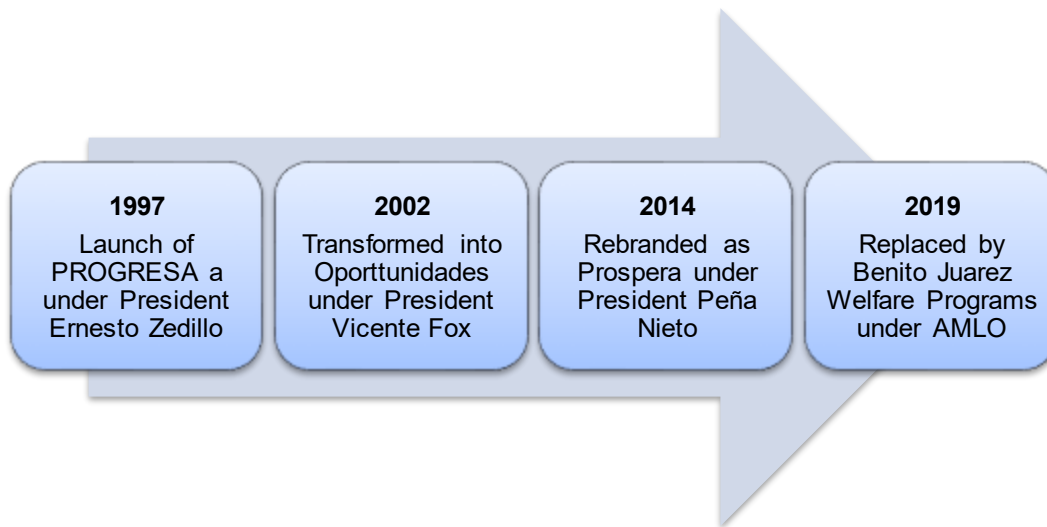 1997
Launch of
PROGRESA a
under President
Ernesto Zedillo
2002
Transformed into
Oporttunidades
under President
Vicente Fox
2014
Rebranded as
Prospera under
President Peña
Nieto
2019
Replaced by
Benito Juarez
Welfare Programs
under AMLO